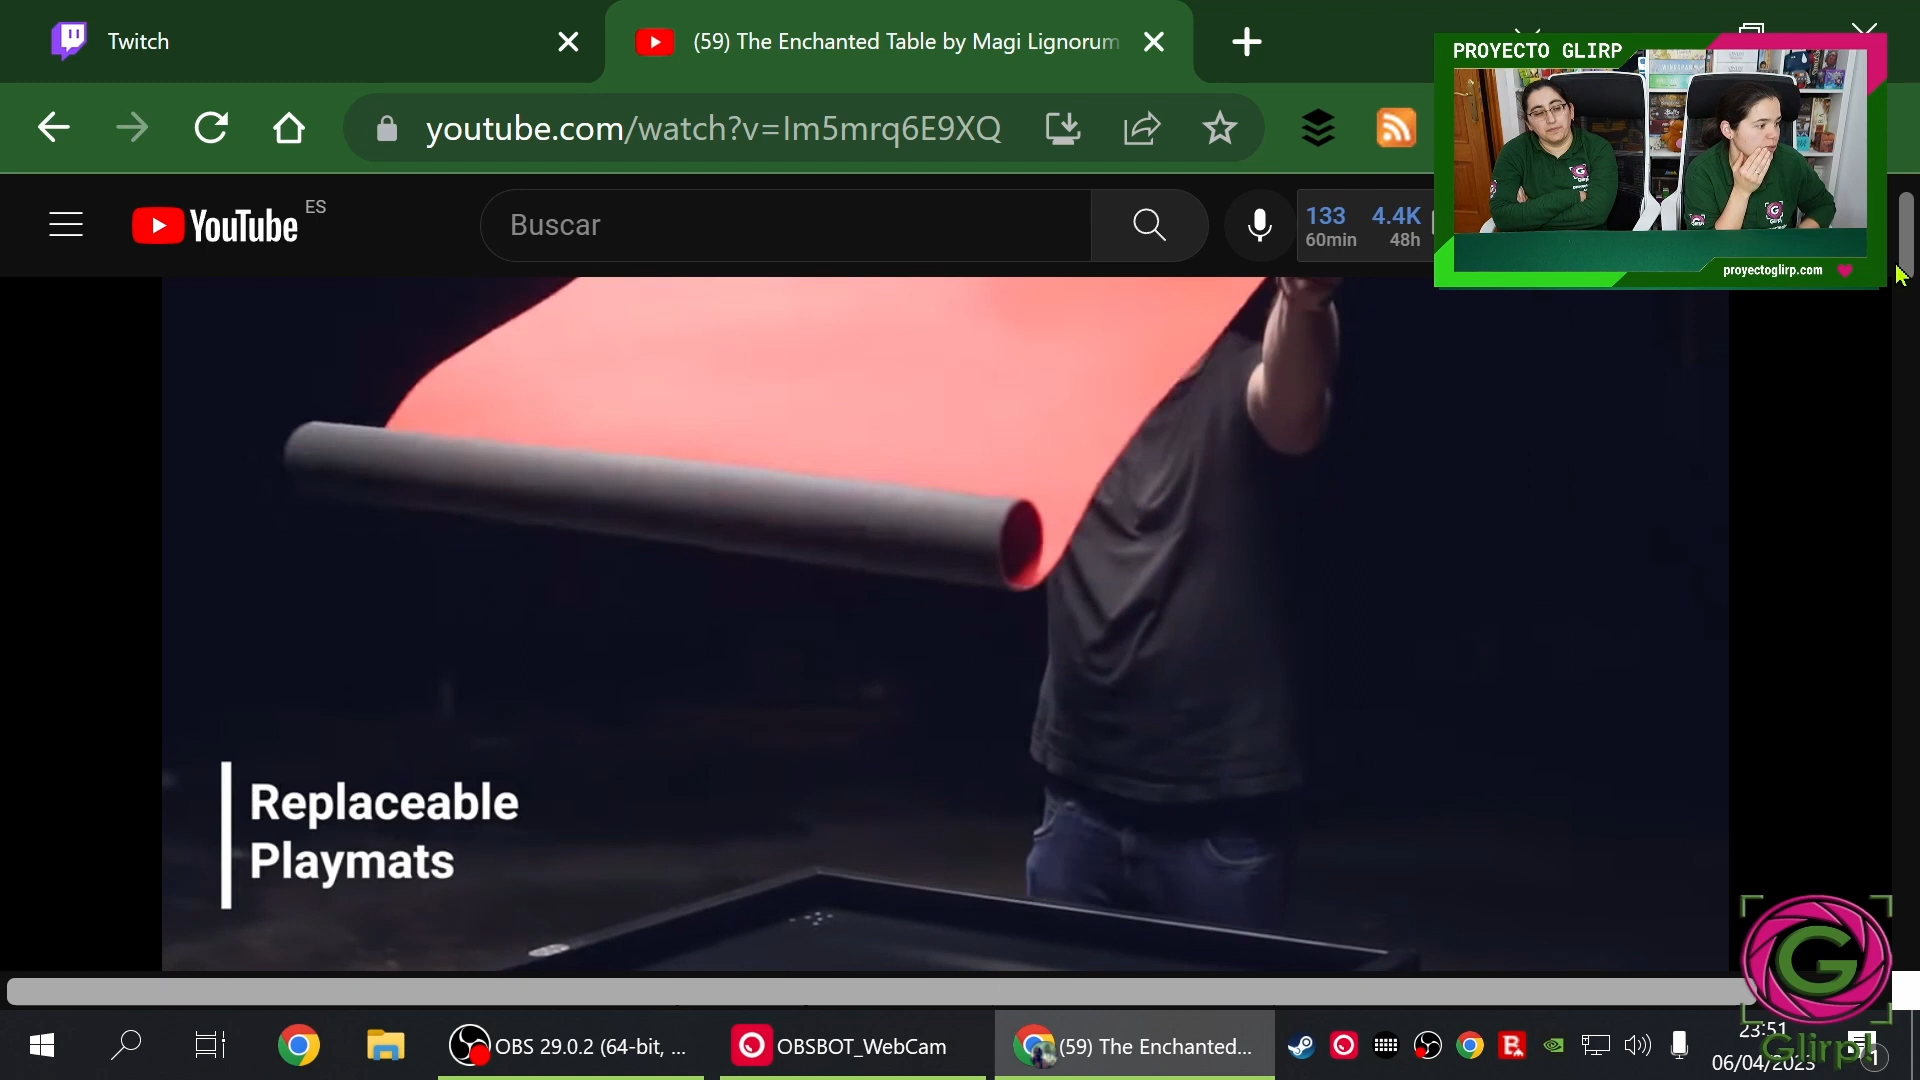 Twitch
(59) The Enchanted Table by Magi Lignorum
PROYECTO GLIRP
youtube.com/watch?v=Im5mrq6E9XQ
YouTube ES
Buscar
133 4.4K
60min 48h
proyectoglirp.com
Replaceable
Playmats
G
Glirp!
OBS 29.0.2 (64-bit, ...
OBSBOT_WebCam
(59) The Enchanted...
23:51
06/04/2023
1